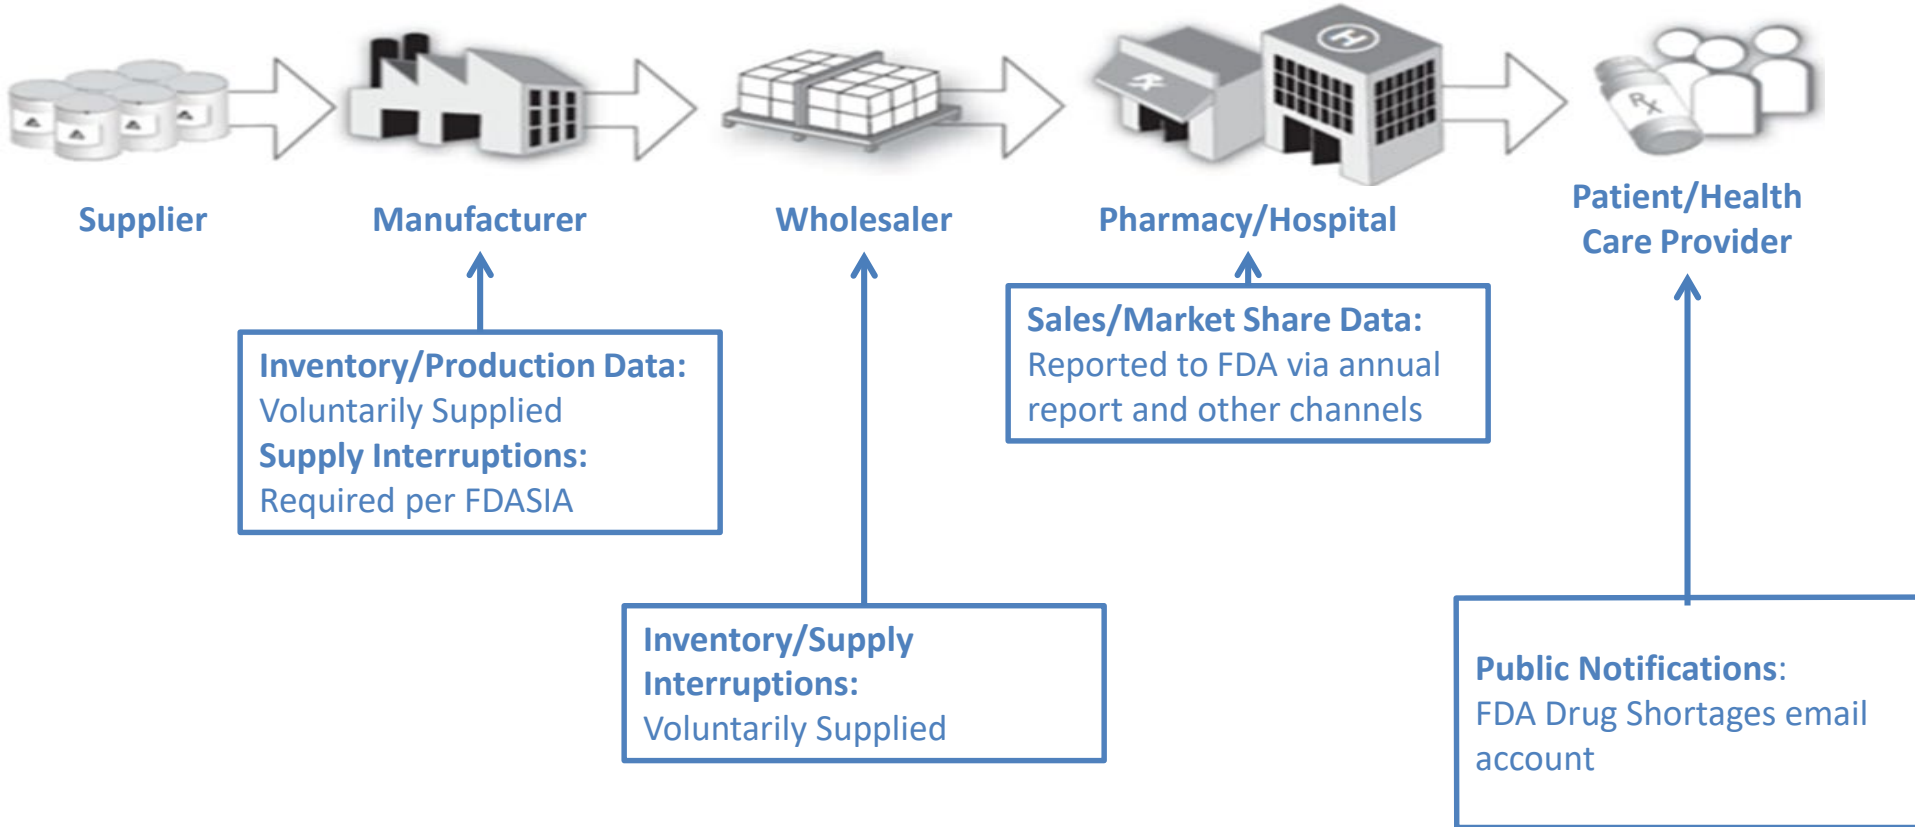 H
Rx
Rx
Supplier
Manufacturer
Wholesaler
Pharmacy/Hospital
Patient/Health
Care Provider
Inventory/Production Data:
Voluntarily Supplied
Supply Interruptions:
Required per FDASIA
Inventory/Supply
Interruptions:
Voluntarily Supplied
Sales/Market Share Data:
Reported to FDA via annual
report and other channels
Public Notifications:
FDA Drug Shortages email
account